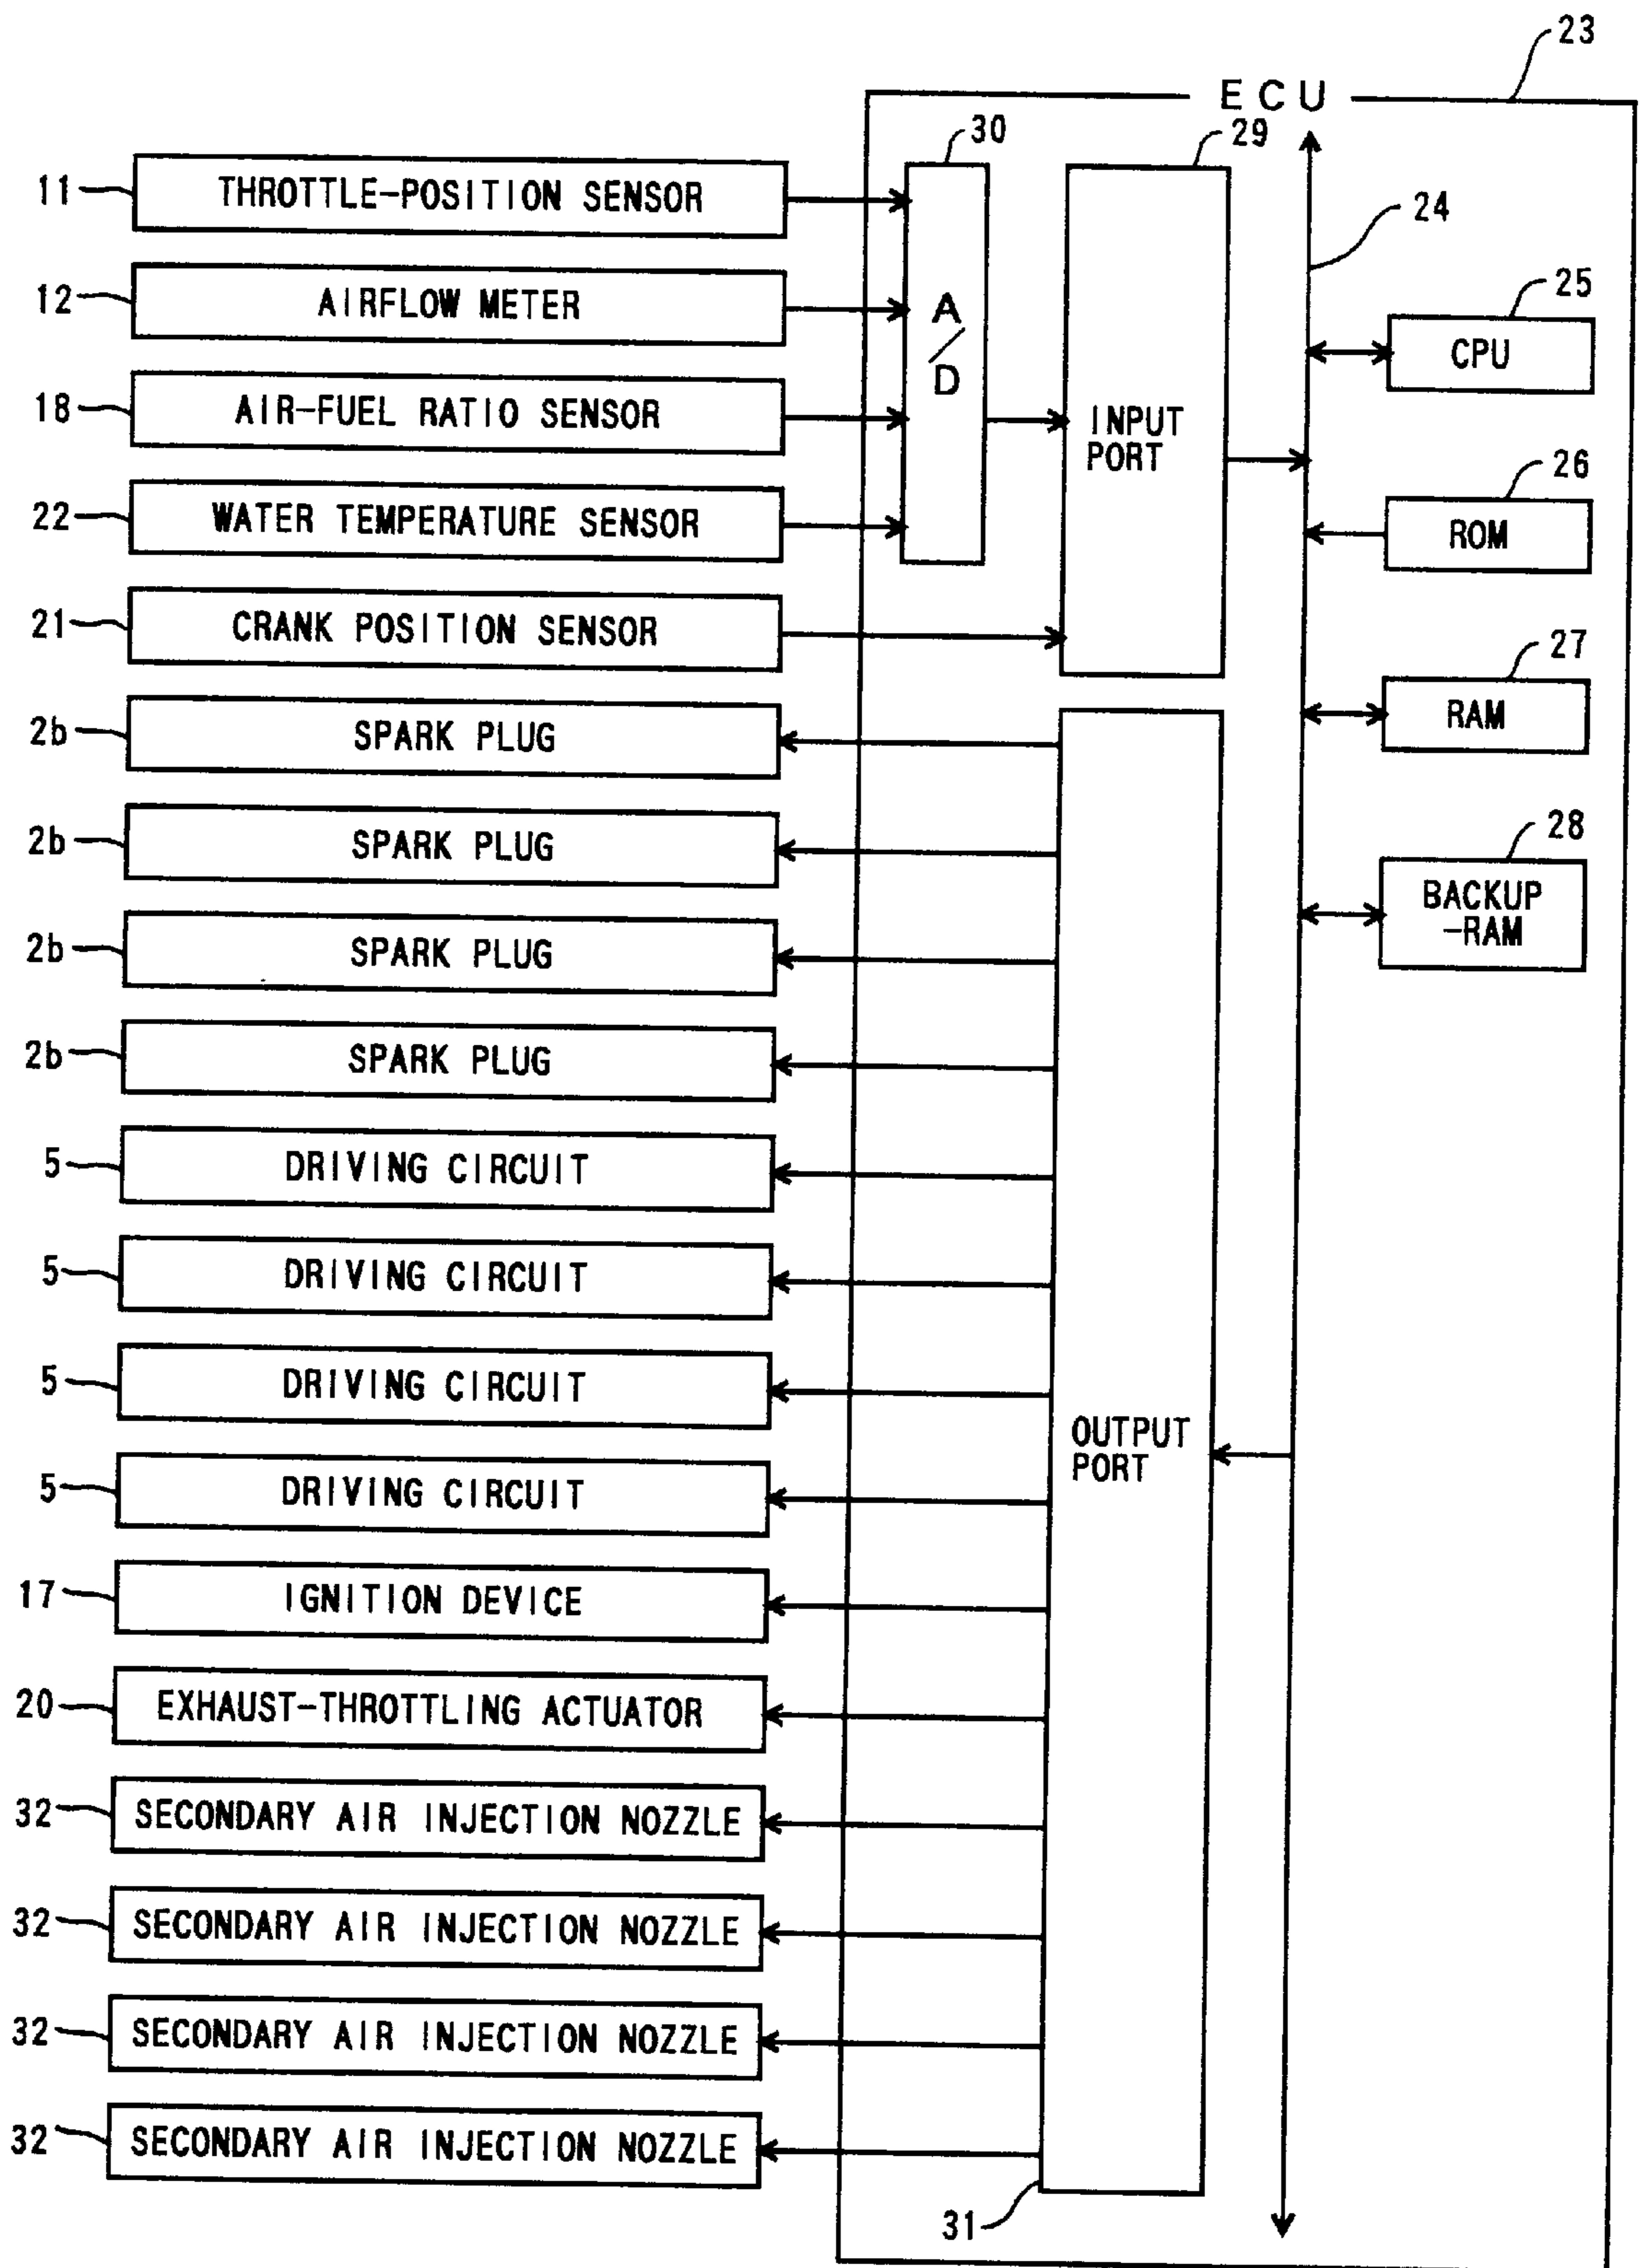 23
ECU
30
29
11 THROTTLE-POSITION SENSOR
24
12 AIRFLOW METER
A/D
25
CPU
18 AIR-FUEL RATIO SENSOR
INPUT
PORT
26
22 WATER TEMPERATURE SENSOR
ROM
21 CRANK POSITION SENSOR
27
RAM
2b SPARK PLUG
2b SPARK PLUG
28
BACKUP
-RAM
2b SPARK PLUG
2b SPARK PLUG
5 DRIVING CIRCUIT
5 DRIVING CIRCUIT
5 DRIVING CIRCUIT
OUTPUT
PORT
5 DRIVING CIRCUIT
17 IGNITION DEVICE
20 EXHAUST-THROTTLING ACTUATOR
32 SECONDARY AIR INJECTION NOZZLE
32 SECONDARY AIR INJECTION NOZZLE
32 SECONDARY AIR INJECTION NOZZLE
32 SECONDARY AIR INJECTION NOZZLE
31